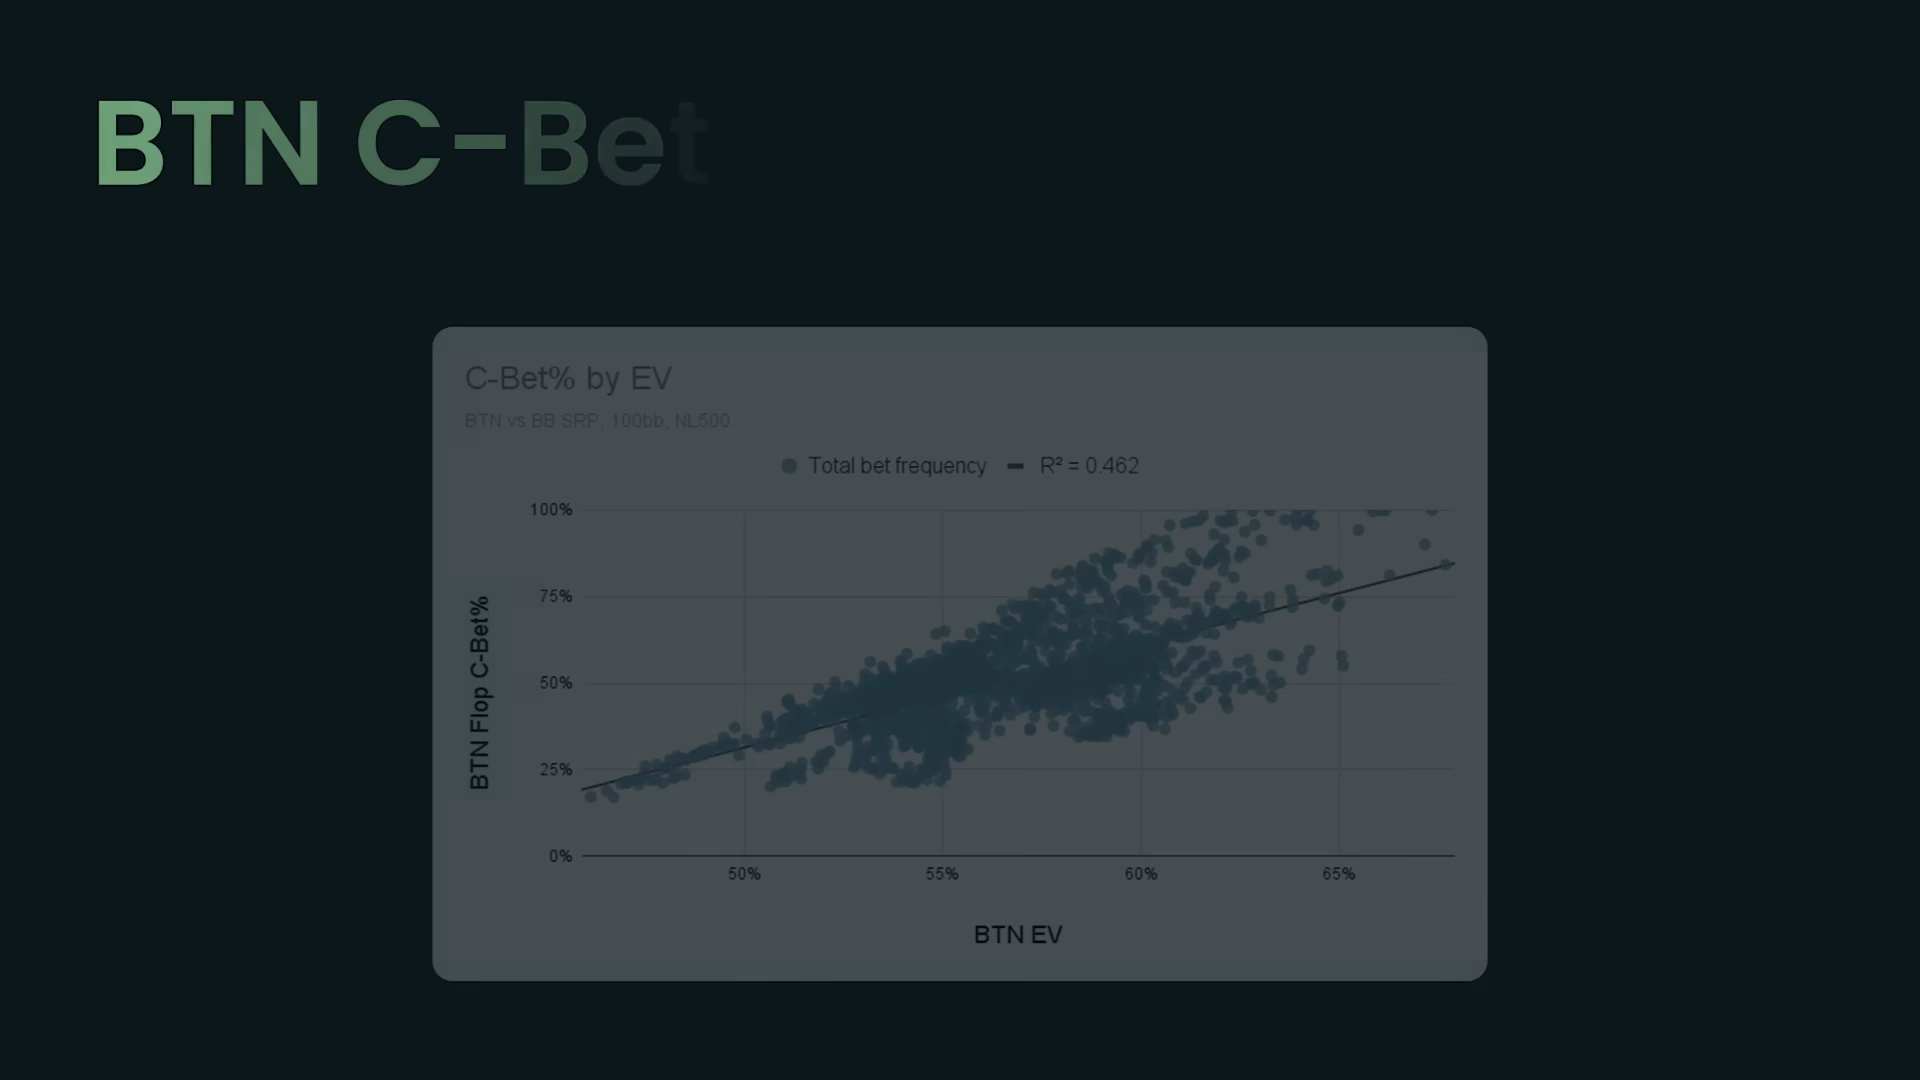 BTN C-Bet
C-Bet% by EV
BTN vs BB SRP, 100bb, NL500
Total bet frequency
R² = 0.462
100%
75%
50%
25%
0%
BTN Flop C-Bet%
50%
55%
60%
65%
BTN EV